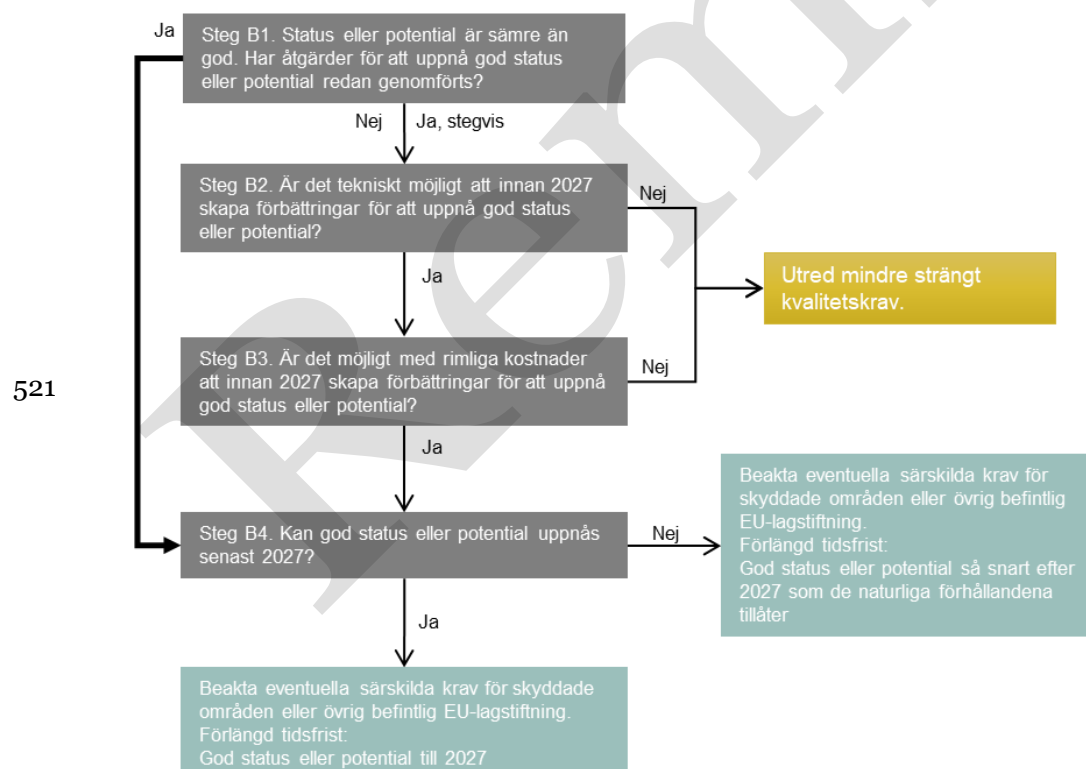 Ja
Steg B1. Status eller potential är sämre än
god. Har åtgärder för att uppnå god status
eller potential redan genomförts?
Nej
Ja, stegvis
Steg B2. Är det tekniskt möjligt att innan 2027
skapa förbättringar för att uppnå god status
eller potential?
Nej
Ja
Utred mindre strängt
kvalitetskrav.
Steg B3. Är det möjligt med rimliga kostnader
att innan 2027 skapa förbättringar för att uppnå
god status eller potential?
Nej
521
Ja
Steg B4. Kan god status eller potential uppnås
senast 2027?
Nej
Beakta eventuella särskilda krav för
skyddade områden eller övrig befintlig
EU-lagstiftning.
Förlängd tidsfrist:
God status eller potential så snart efter
2027 som de naturliga förhållandena
tillåter
Ja
Beakta eventuella särskilda krav för skyddade
områden eller övrig befintlig EU-lagstiftning.
Förlängd tidsfrist:
God status eller potential till 2027
Rem